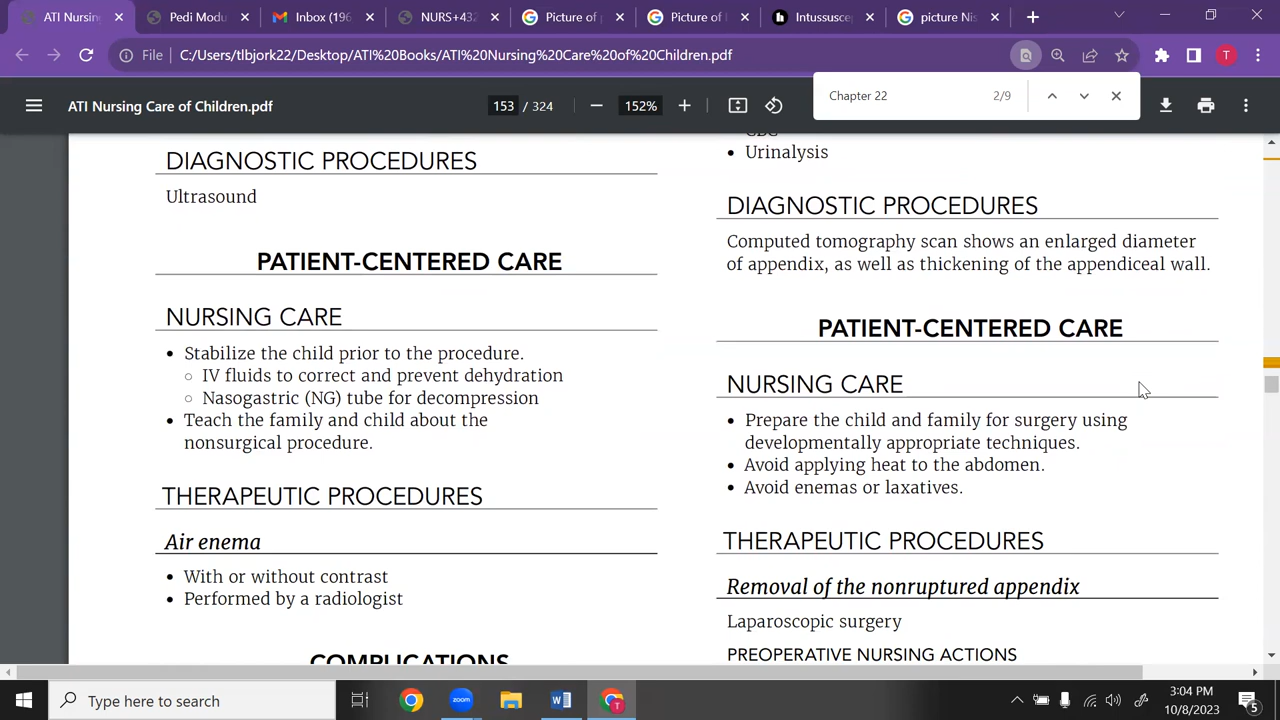 ATI Nursing
Pedi Modu
Inbox (196
NURS+432
Picture of
Picture of
Intussuscep
picture Nis
File
C:/Users/tlbjork22/Desktop/ATI%20Books/ATI%20Nursing%20Care%20of%20Children.pdf
T
ATI Nursing Care of Children.pdf
153 / 324
152%
Chapter 22
2/9
DIAGNOSTIC PROCEDURES
Ultrasound
PATIENT-CENTERED CARE
NURSING CARE
• Stabilize the child prior to the procedure.
○ IV fluids to correct and prevent dehydration
○ Nasogastric (NG) tube for decompression
• Teach the family and child about the
nonsurgical procedure.
THERAPEUTIC PROCEDURES
Air enema
• With or without contrast
• Performed by a radiologist
COMPLICATIONS
CBC
• Urinalysis
DIAGNOSTIC PROCEDURES
Computed tomography scan shows an enlarged diameter
of appendix, as well as thickening of the appendiceal wall.
PATIENT-CENTERED CARE
NURSING CARE
• Prepare the child and family for surgery using
developmentally appropriate techniques.
• Avoid applying heat to the abdomen.
• Avoid enemas or laxatives.
THERAPEUTIC PROCEDURES
Removal of the nonruptured appendix
Laparoscopic surgery
PREOPERATIVE NURSING ACTIONS
Type here to search
zoom
T
3:04 PM
10/8/2023
5